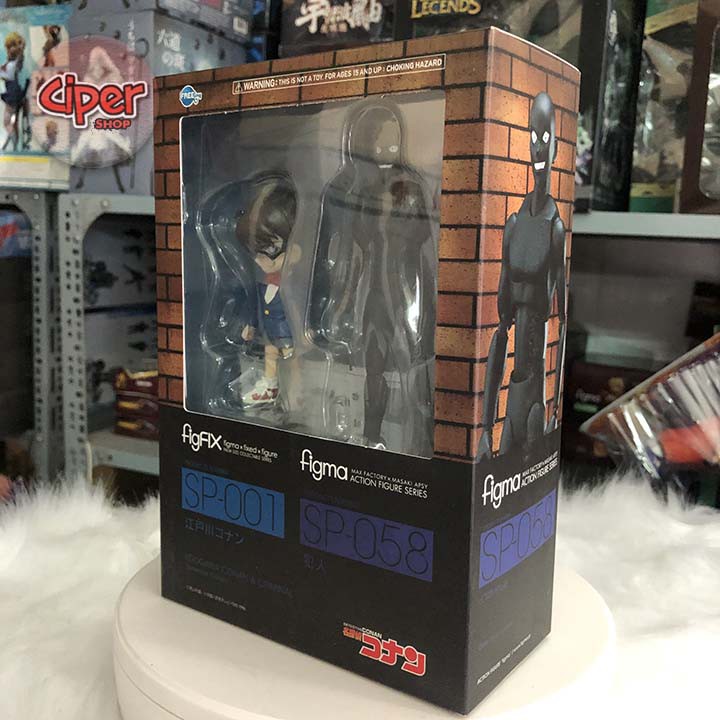 LEGENDS
Ciper
SHOP
FREEing
WARNING: THIS IS NOT A TOY. FOR AGES 15 AND UP : CHOKING HAZARD
figFIX
figma × fixed × figure
figma
MAX FACTORY × MASAKI APSY
ACTION FIGURE SERIES
SP-001
江戸川コナン
SP-058
犯人
EDOGAWA CONAN & CRIMINAL
DETECTIVE CONAN
名探偵コナン
figma
MAX FACTORY × MASAKI APSY
ACTION FIGURE SERIES
SP-058